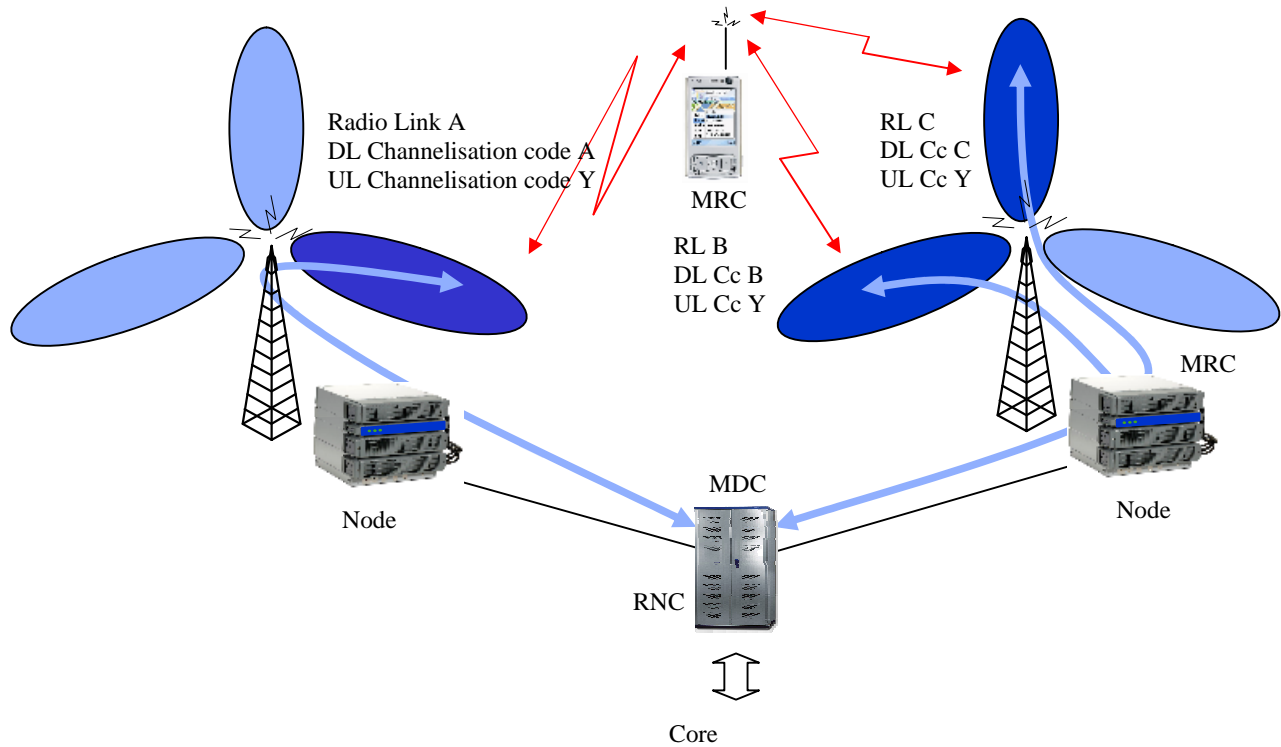 Radio Link A
DL Channelisation code A
UL Channelisation code Y
MRC
RL B
DL Cc B
UL Cc Y
RL C
DL Cc C
UL Cc Y
MRC
Node
MDC
Node
RNC
Core